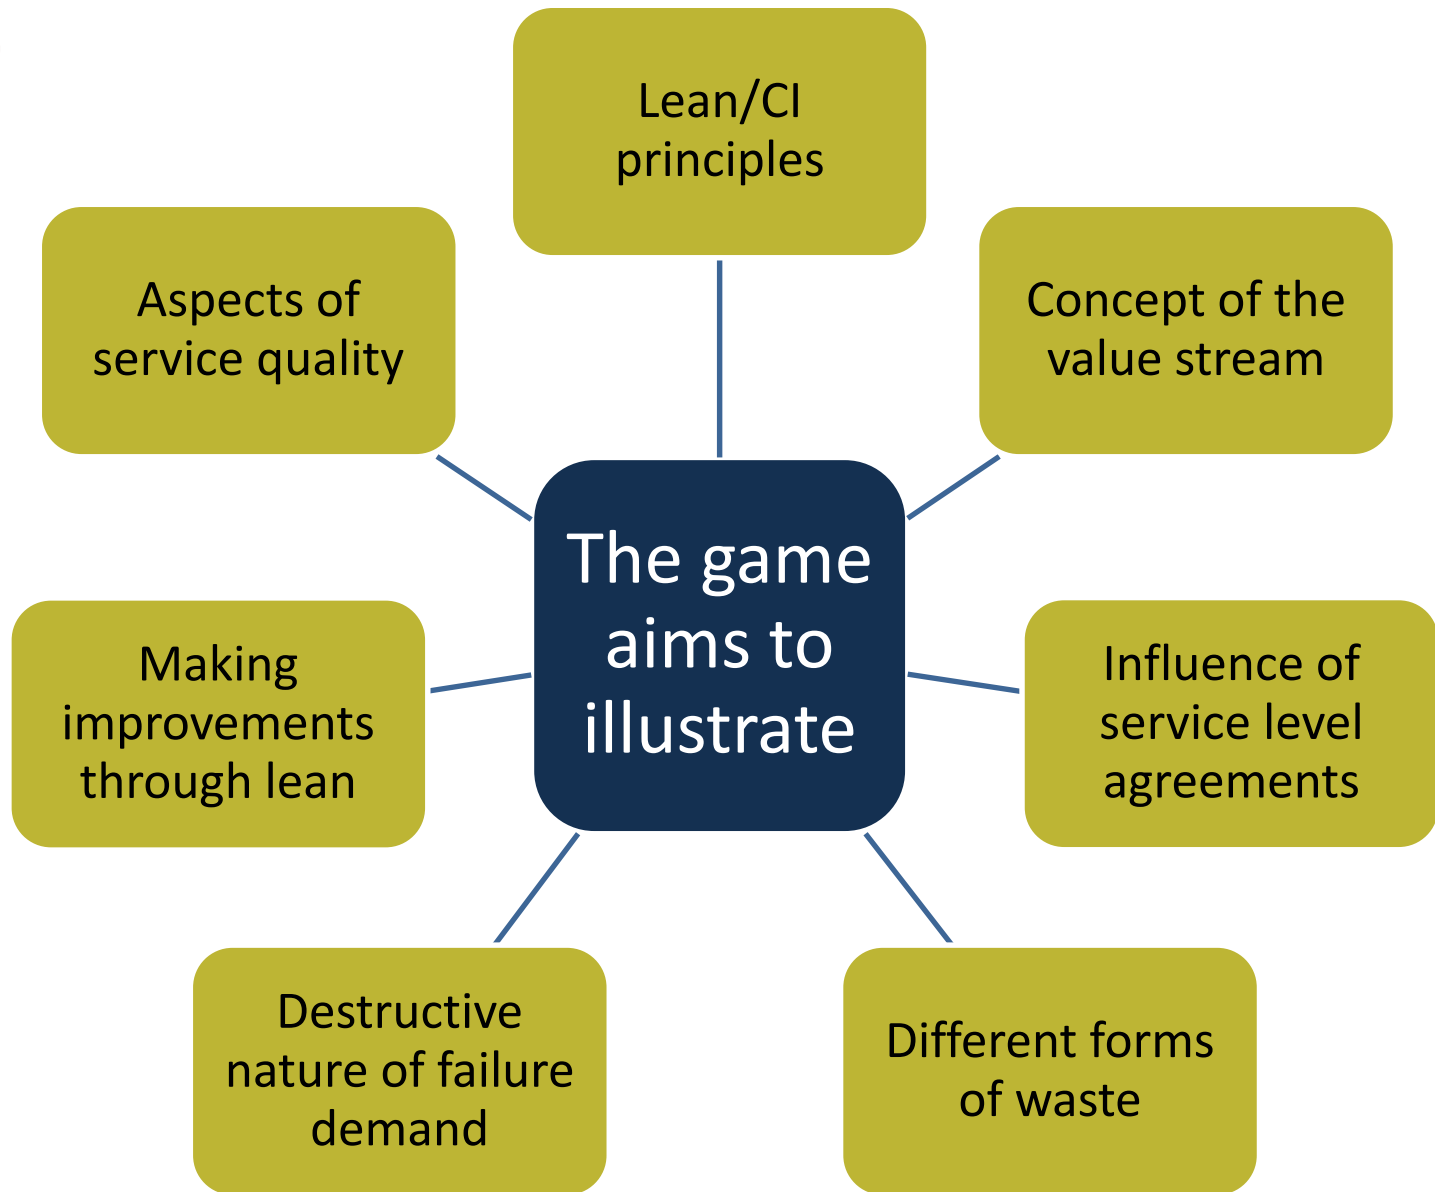 Lean/CI
principles
Aspects of
service quality
Concept of the
value stream
The game
aims to
illustrate
Making
improvements
through lean
Influence of
service level
agreements
Destructive
nature of failure
demand
Different forms
of waste